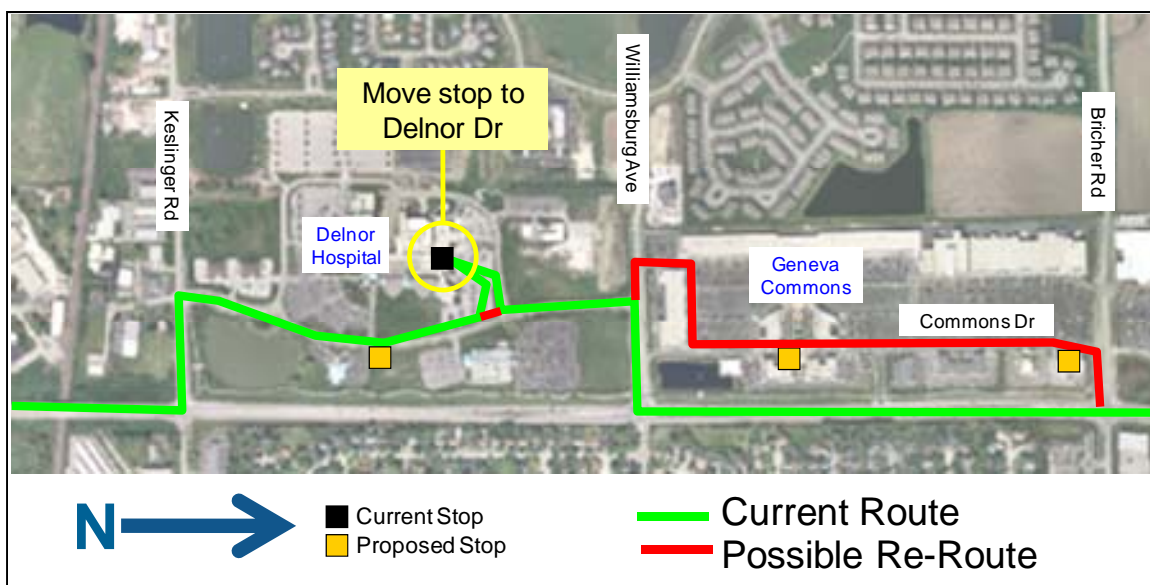 Keslinger Rd
Move stop to
Delnor Dr
Williamsburg Ave
Bricher Rd
Delnor
Hospital
Geneva
Commons
Commons Dr
N
Current Stop
Proposed Stop
Current Route
Possible Re-Route